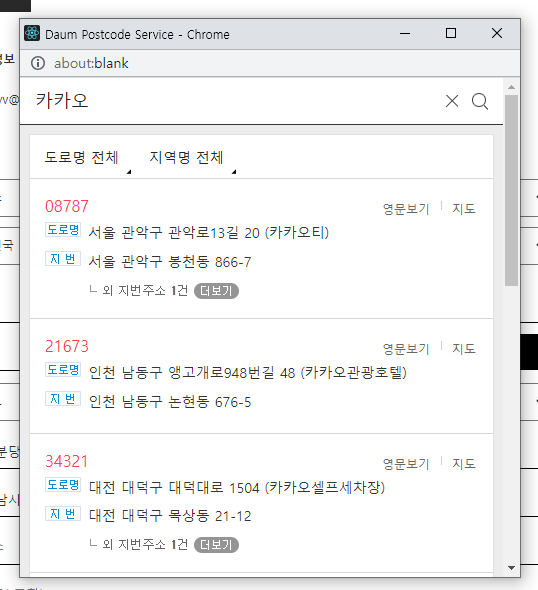 Daum Postcode Service - Chrome
about:blank
카카오
도로명 전체 지역명 전체
08787 영문보기 지도
도로명 서울 관악구 관악로13길 20 (카카오티)
지번 서울 관악구 봉천동 866-7
└ 외 지번주소 1건 더보기
21673 영문보기 지도
도로명 인천 남동구 앵고개로948번길 48 (카카오관광호텔)
지번 인천 남동구 논현동 676-5
34321 영문보기 지도
도로명 대전 대덕구 대덕대로 1504 (카카오셀프세차장)
지번 대전 대덕구 목상동 21-12
└ 외 지번주소 1건 더보기